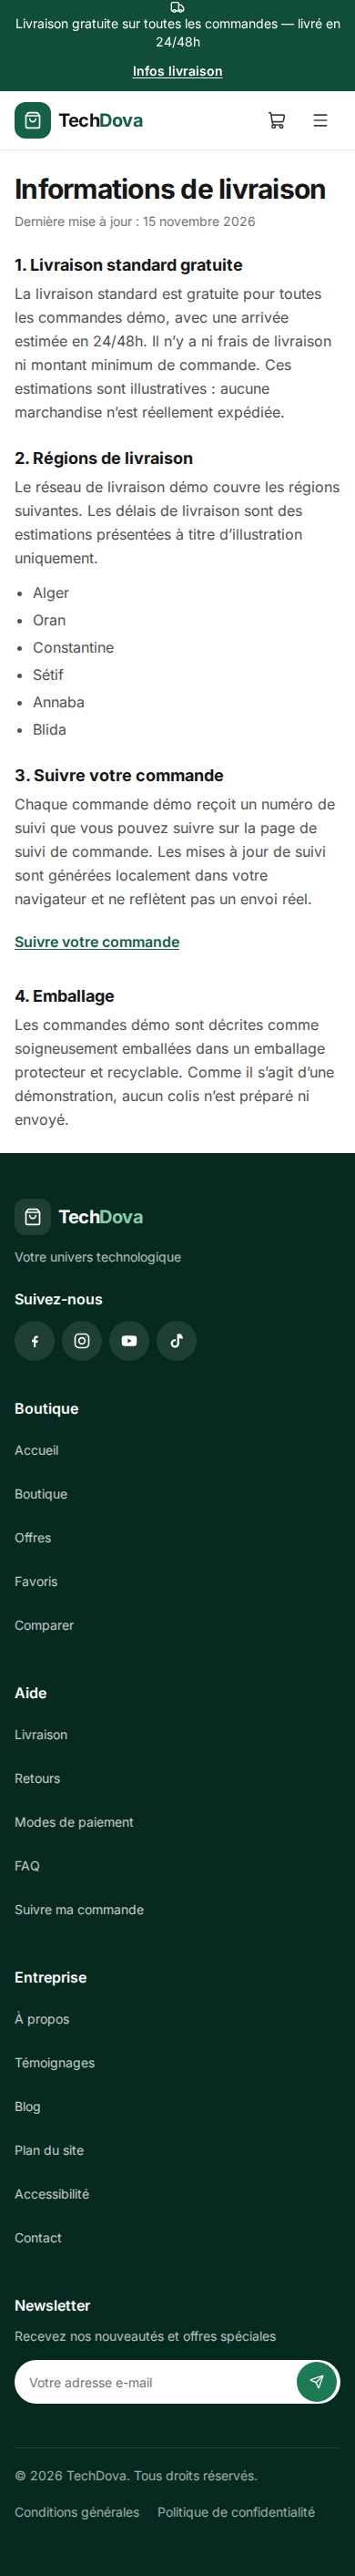 Livraison gratuite sur toutes les commandes — livré en
24/48h
Infos livraison
TechDova
Informations de livraison
Dernière mise à jour : 15 novembre 2026
1. Livraison standard gratuite
La livraison standard est gratuite pour toutes
les commandes démo, avec une arrivée
estimée en 24/48h. Il n’y a ni frais de livraison
ni montant minimum de commande. Ces
estimations sont illustratives : aucune
marchandise n’est réellement expédiée.
2. Régions de livraison
Le réseau de livraison démo couvre les régions
suivantes. Les délais de livraison sont des
estimations présentées à titre d’illustration
uniquement.
• Alger
• Oran
• Constantine
• Sétif
• Annaba
• Blida
3. Suivre votre commande
Chaque commande démo reçoit un numéro de
suivi que vous pouvez suivre sur la page de
suivi de commande. Les mises à jour de suivi
sont générées localement dans votre
navigateur et ne reflètent pas un envoi réel.
Suivre votre commande
4. Emballage
Les commandes démo sont décrites comme
soigneusement emballées dans un emballage
protecteur et recyclable. Comme il s’agit d’une
démonstration, aucun colis n’est préparé ni
envoyé.
TechDova
Votre univers technologique
Suivez-nous
Boutique
Accueil
Boutique
Offres
Favoris
Comparer
Aide
Livraison
Retours
Modes de paiement
FAQ
Suivre ma commande
Entreprise
À propos
Témoignages
Blog
Plan du site
Accessibilité
Contact
Newsletter
Recevez nos nouveautés et offres spéciales
Votre adresse e-mail
© 2026 TechDova. Tous droits réservés.
Conditions générales Politique de confidentialité